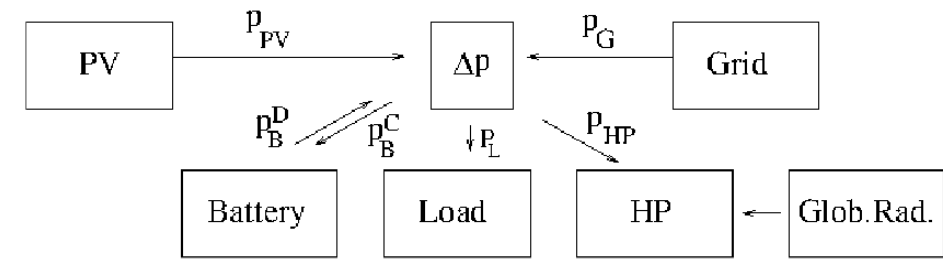 p_PV p_G
PV Δp Grid
p_B^D p_B^C p_L p_HP
Battery Load HP Glob.Rad.